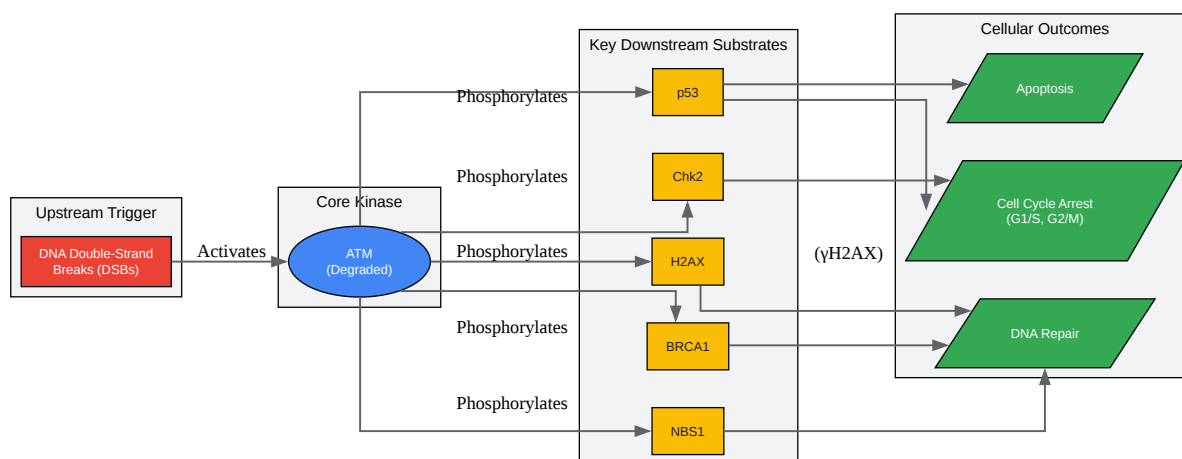 Upstream Trigger
DNA Double-Strand
Breaks (DSBs)
Activates
Core Kinase
ATM
(Degraded)
Phosphorylates
Phosphorylates
Phosphorylates
Phosphorylates
Phosphorylates
Key Downstream Substrates
p53
Chk2
H2AX
BRCA1
NBS1
(γH2AX)
Cellular Outcomes
Apoptosis
Cell Cycle Arrest
(G1/S, G2/M)
DNA Repair